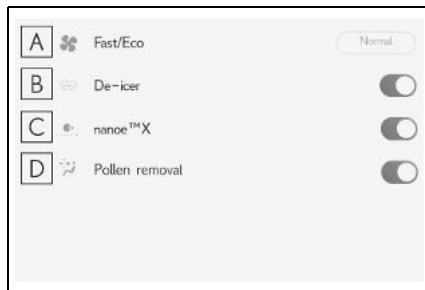 A Fast/Eco Normal
B De-icer
C nanoe™X
D Pollen removal